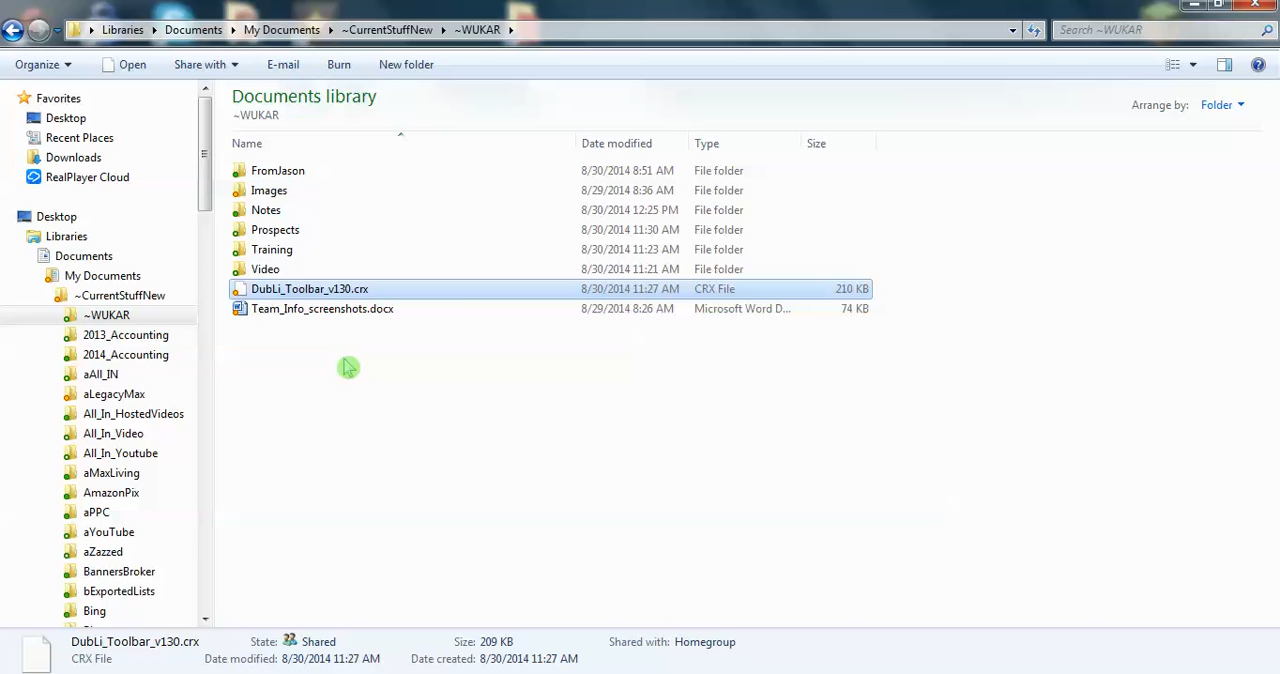 Libraries Documents My Documents ~CurrentStuffNew ~WUKAR Search ~WUKAR
Organize Open Share with E-mail Burn New folder
Favorites
Desktop
Recent Places
Downloads
RealPlayer Cloud
Desktop
Libraries
Documents
My Documents
~CurrentStuffNew
~WUKAR
2013_Accounting
2014_Accounting
aAll_IN
aLegacyMax
All_In_HostedVideos
All_In_Video
All_In_Youtube
aMaxLiving
AmazonPix
aPPC
aYouTube
aZazzed
BannersBroker
bExportedLists
Bing
Documents library
~WUKAR
Arrange by: Folder
Name Date modified Type Size
FromJason 8/30/2014 8:51 AM File folder
Images 8/29/2014 8:36 AM File folder
Notes 8/30/2014 12:25 PM File folder
Prospects 8/30/2014 11:30 AM File folder
Training 8/30/2014 11:23 AM File folder
Video 8/30/2014 11:21 AM File folder
DubLi_Toolbar_v130.crx 8/30/2014 11:27 AM CRX File 210 KB
Team_Info_screenshots.docx 8/29/2014 8:26 AM Microsoft Word D... 74 KB
DubLi_Toolbar_v130.crx State: Shared Size: 209 KB Shared with: Homegroup
CRX File Date modified: 8/30/2014 11:27 AM Date created: 8/30/2014 11:27 AM